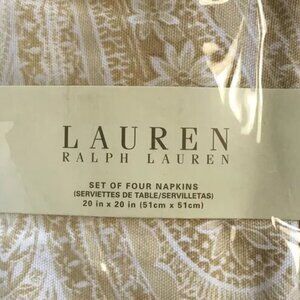 LAUREN
RALPH LAUREN
SET OF FOUR NAPKINS
(SERVIETTES DE TABLE/SERVILLETAS)
20 in x 20 in (51cm x 51cm)